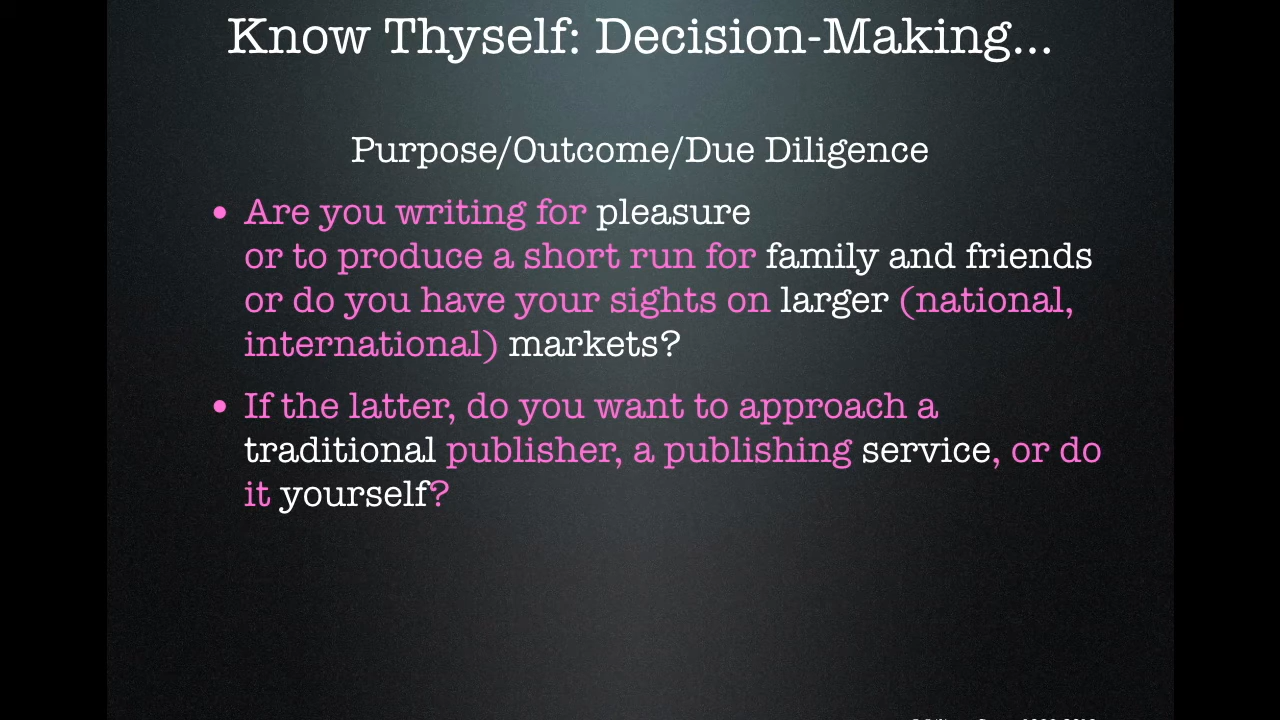 Know Thyself: Decision-Making...
Purpose/Outcome/Due Diligence
• Are you writing for pleasure
or to produce a short run for family and friends
or do you have your sights on larger (national,
international) markets?
• If the latter, do you want to approach a
traditional publisher, a publishing service, or do
it yourself?